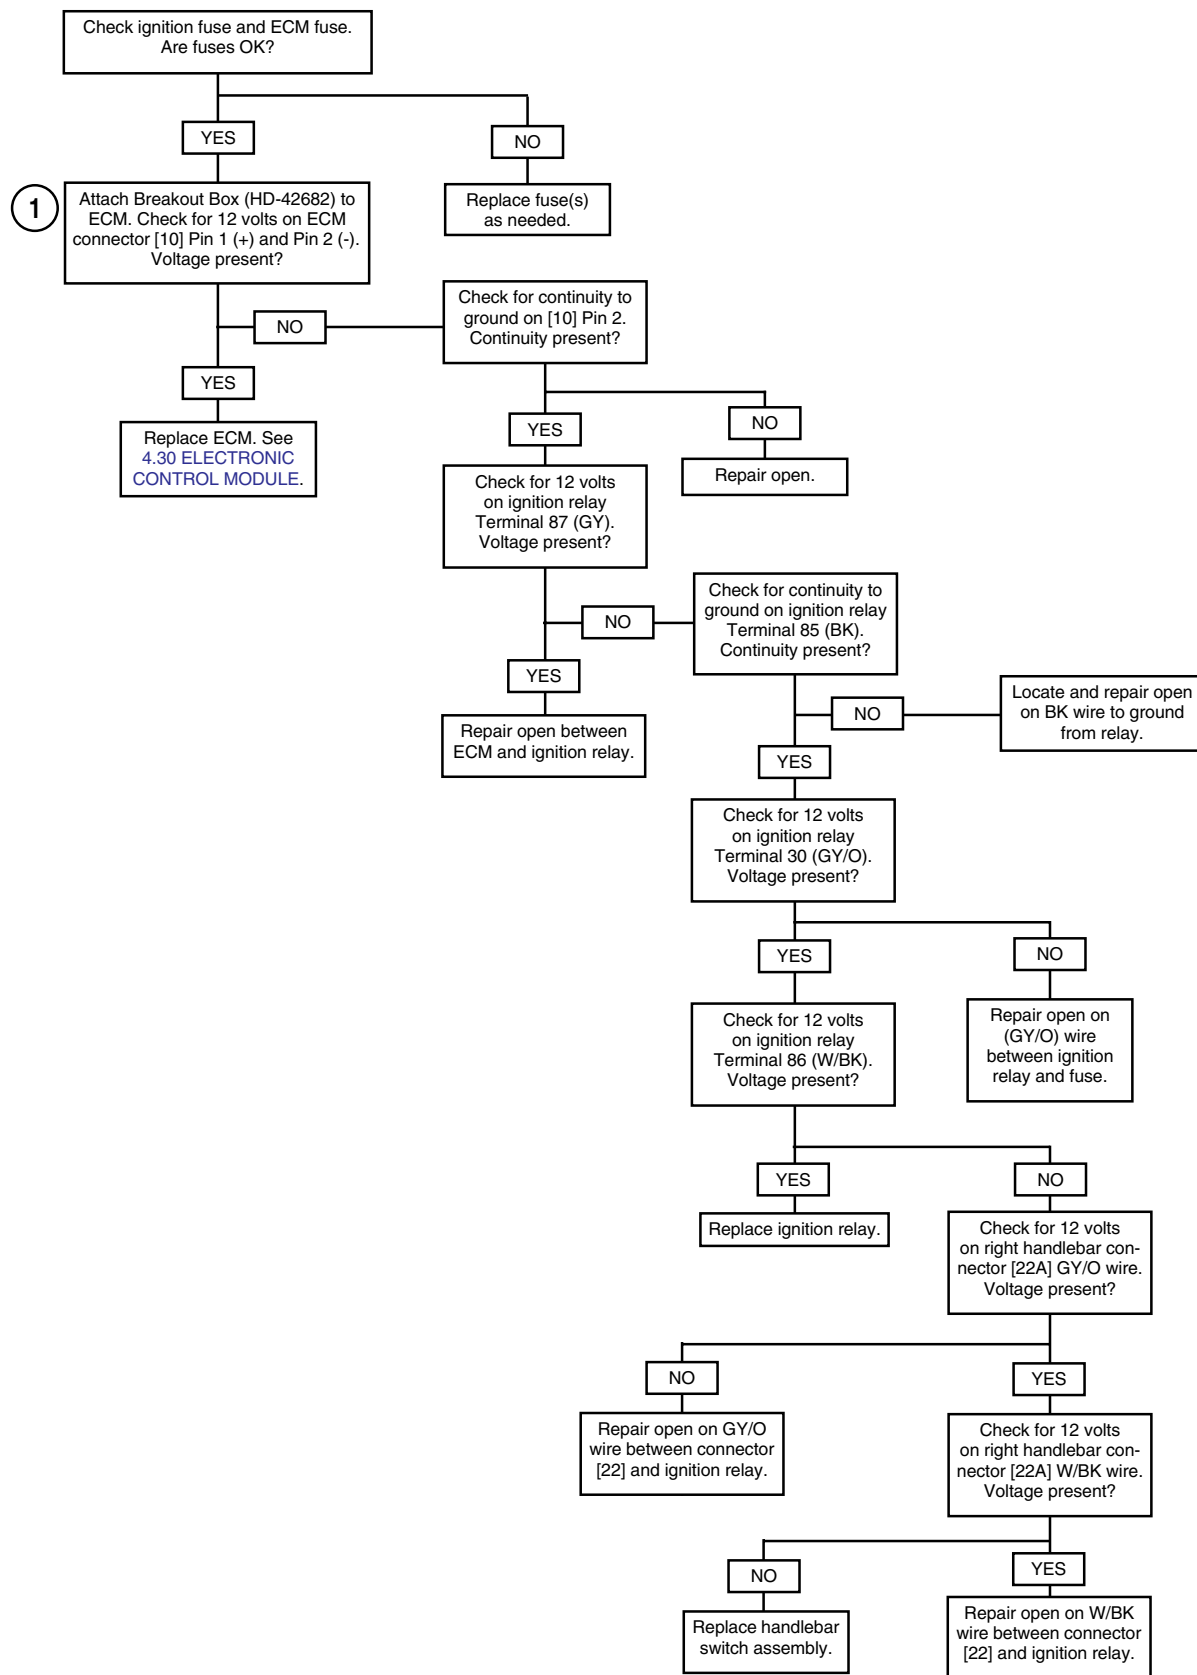 Check ignition fuse and ECM fuse.
Are fuses OK?
YES
NO
1
Attach Breakout Box (HD-42682) to
ECM. Check for 12 volts on ECM
connector [10] Pin 1 (+) and Pin 2 (-).
Voltage present?
Replace fuse(s)
as needed.
NO
Check for continuity to
ground on [10] Pin 2.
Continuity present?
YES
Replace ECM. See
4.30 ELECTRONIC
CONTROL MODULE.
YES
NO
Repair open.
Check for 12 volts
on ignition relay
Terminal 87 (GY).
Voltage present?
NO
Check for continuity to
ground on ignition relay
Terminal 85 (BK).
Continuity present?
YES
Repair open between
ECM and ignition relay.
NO
Locate and repair open
on BK wire to ground
from relay.
YES
Check for 12 volts
on ignition relay
Terminal 30 (GY/O).
Voltage present?
YES
NO
Check for 12 volts
on ignition relay
Terminal 86 (W/BK).
Voltage present?
Repair open on
(GY/O) wire
between ignition
relay and fuse.
YES
NO
Replace ignition relay.
Check for 12 volts
on right handlebar con-
nector [22A] GY/O wire.
Voltage present?
NO
YES
Repair open on GY/O
wire between connector
[22] and ignition relay.
Check for 12 volts
on right handlebar con-
nector [22A] W/BK wire.
Voltage present?
NO
YES
Replace handlebar
switch assembly.
Repair open on W/BK
wire between connector
[22] and ignition relay.